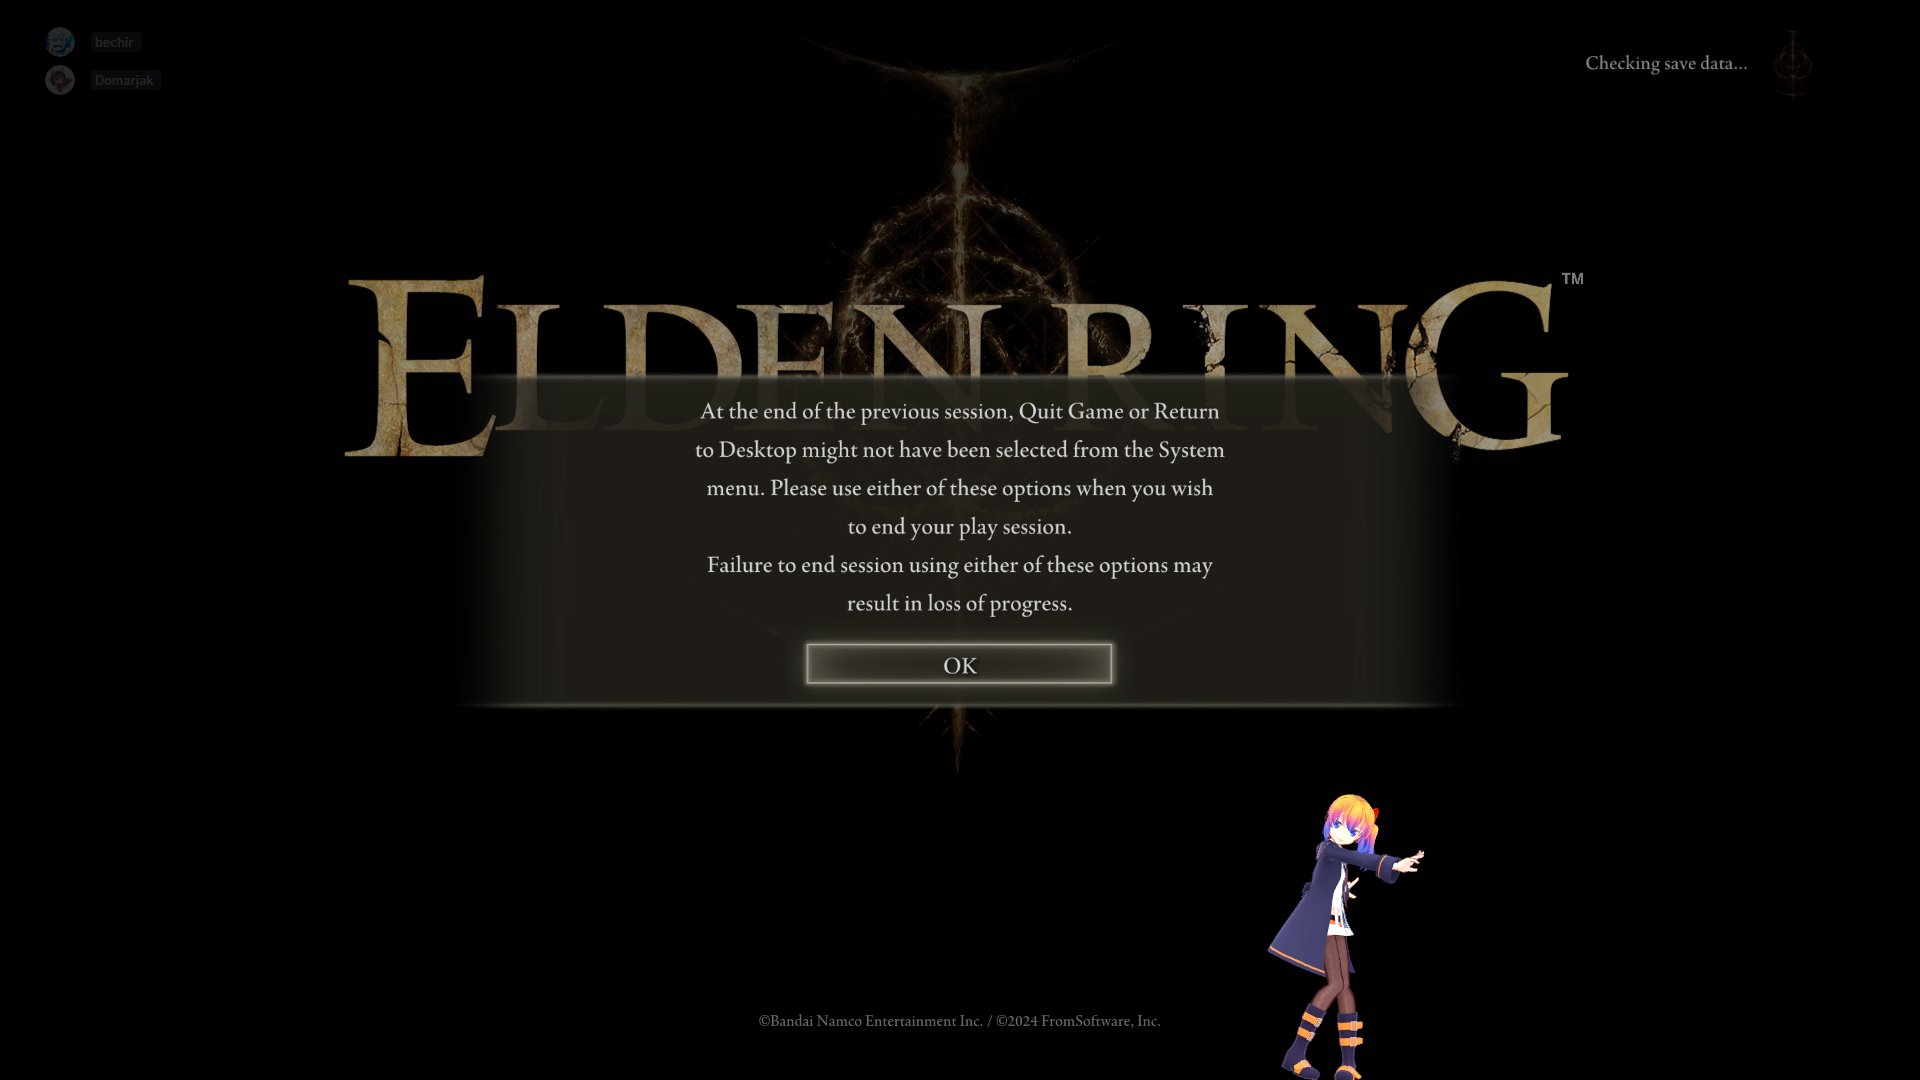 bechir
Domarjak
Checking save data...
ELDEN RING™
At the end of the previous session, Quit Game or Return
to Desktop might not have been selected from the System
menu. Please use either of these options when you wish
to end your play session.
Failure to end session using either of these options may
result in loss of progress.
OK
©Bandai Namco Entertainment Inc. / ©2024 FromSoftware, Inc.